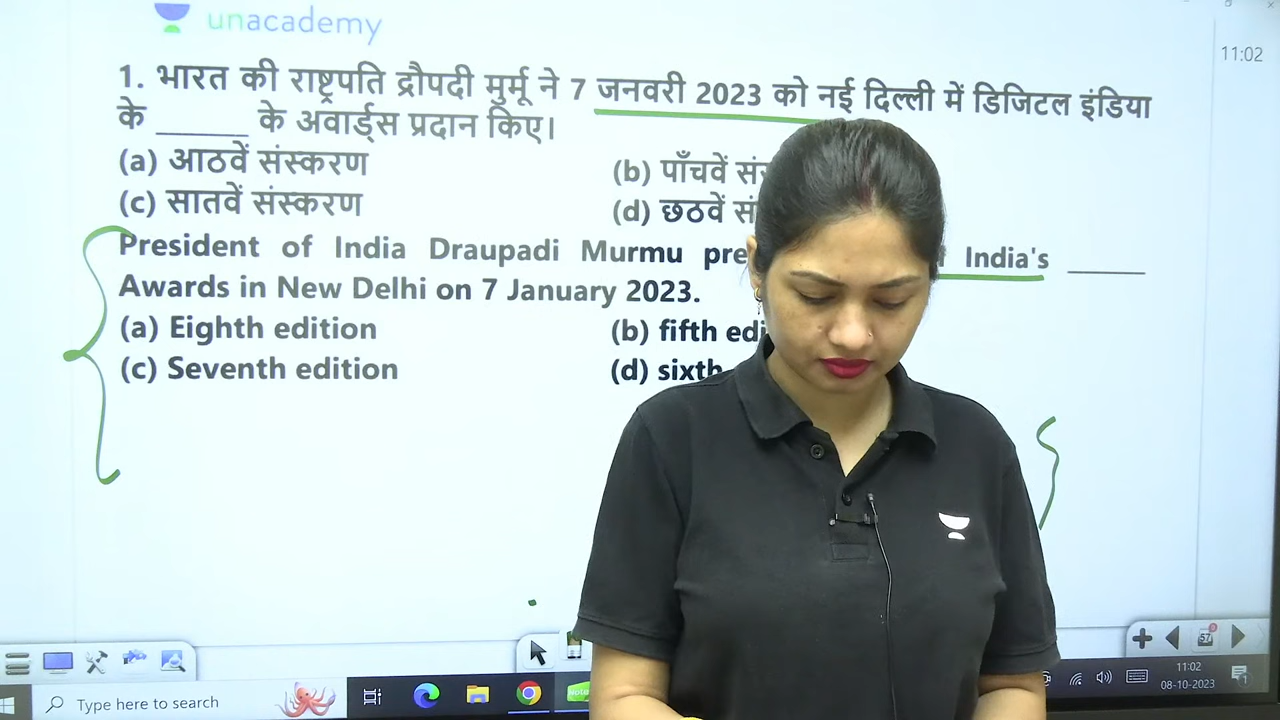 unacademy
11:02
1. भारत की राष्ट्रपति द्रौपदी मुर्मू ने 7 जनवरी 2023 को नई दिल्ली में डिजिटल इंडिया
के ______ के अवार्ड्स प्रदान किए।
(a) आठवें संस्करण (b) पाँचवें
(c) सातवें संस्करण (d) छठवें
President of India Draupadi Murmu India's ______
Awards in New Delhi on 7 January 2023.
(a) Eighth edition (b) fifth
(c) Seventh edition (d) sixth
57
Type here to search
11:02
08-10-2023